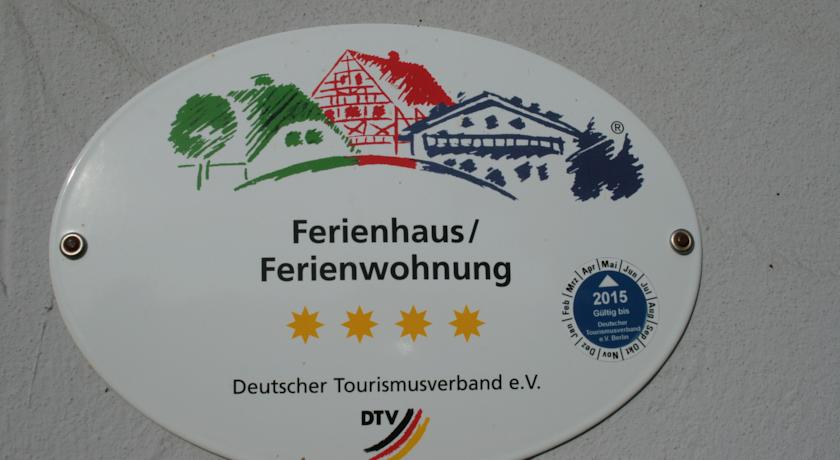 ®
Ferienhaus/
Ferienwohnung
Jan Feb Mrz Apr Mai Jun Jul Aug Sep Okt Nov Dez
2015
Gültig bis
Deutscher
Tourismusverband
e.V. Berlin
Deutscher Tourismusverband e.V.
DTV